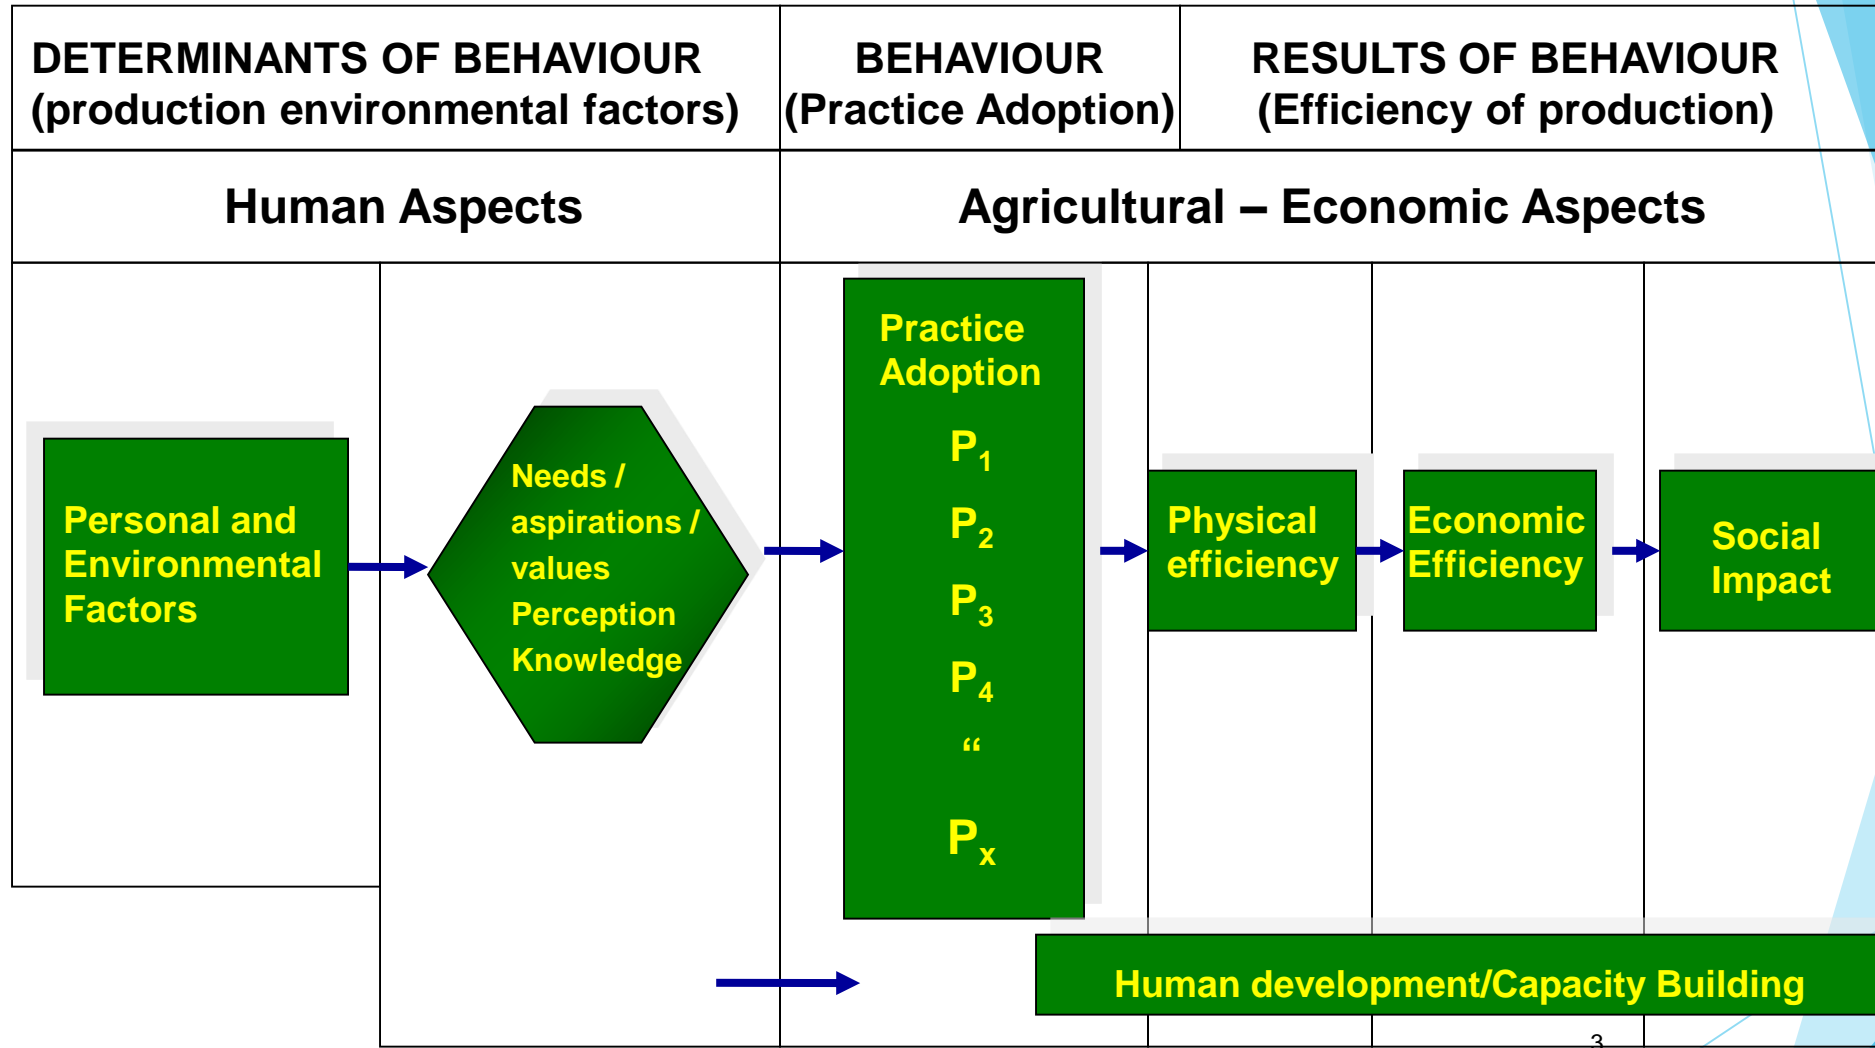 DETERMINANTS OF BEHAVIOUR
(production environmental factors)
BEHAVIOUR
(Practice Adoption)
RESULTS OF BEHAVIOUR
(Efficiency of production)
Human Aspects
Agricultural – Economic Aspects
Personal and
Environmental
Factors
Needs /
aspirations /
values
Perception
Knowledge
Practice
Adoption
P₁
P₂
P₃
P₄
“
Pₓ
Physical
efficiency
Economic
Efficiency
Social
Impact
Human development/Capacity Building
3